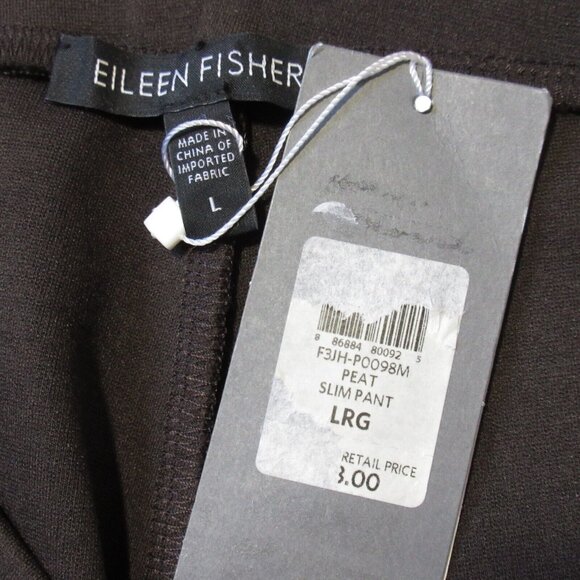 EILEEN FISHER
MADE IN
CHINA OF
IMPORTED
FABRIC
L
8 86884 80092 5
F3JH-P0098M
PEAT
SLIM PANT
LRG
RETAIL PRICE
.00